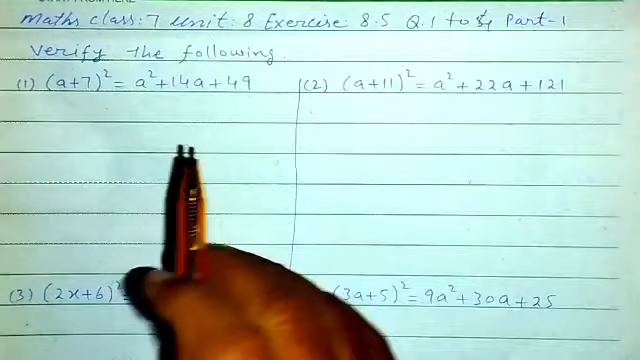 Maths class: 7 Unit: 8 Exercise 8.5 Q.1 to 4 Part-1
Verify the following.
(1) (a+7)² = a²+14a+49
(2) (a+11)² = a²+22a+121
(3) (2x+6)²
(3a+5)² = 9a²+30a+25